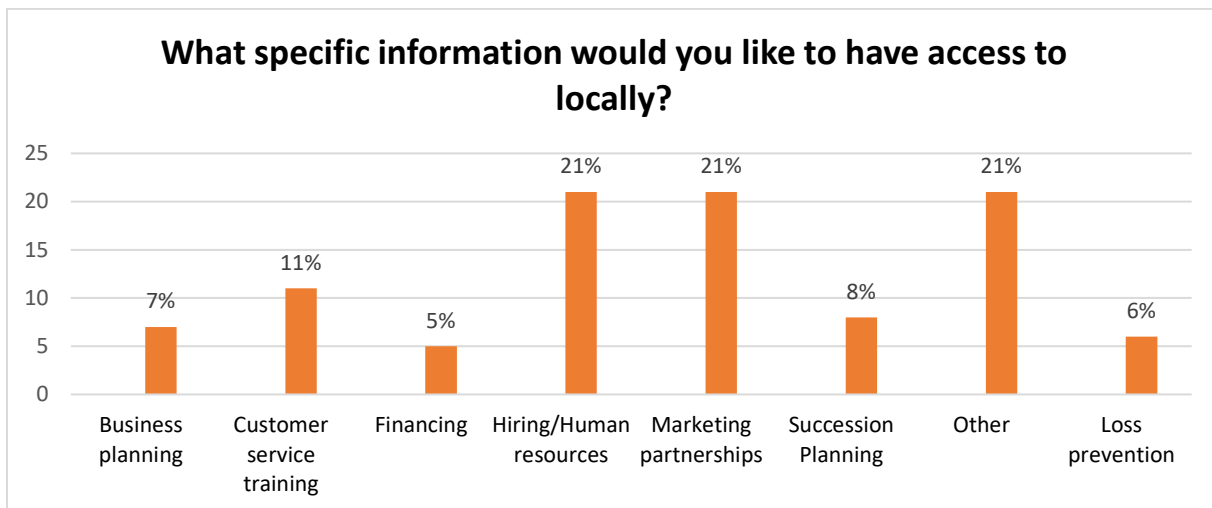 What specific information would you like to have access to
locally?
25
20
15
10
5
0
7%
11%
5%
21%
21%
8%
21%
6%
Business
planning
Customer
service
training
Financing
Hiring/Human
resources
Marketing
partnerships
Succession
Planning
Other
Loss
prevention